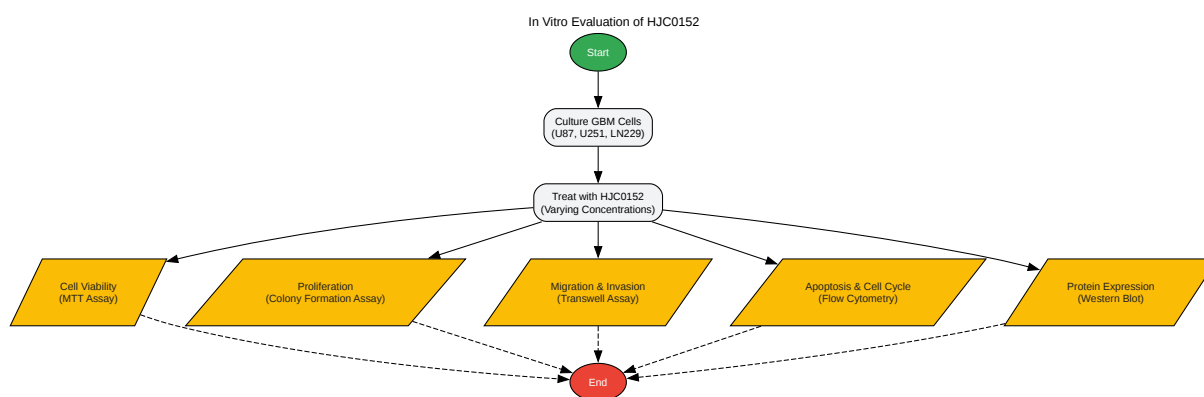 In Vitro Evaluation of HJC0152
Start
Culture GBM Cells
(U87, U251, LN229)
Treat with HJC0152
(Varying Concentrations)
Cell Viability
(MTT Assay)
Proliferation
(Colony Formation Assay)
Migration & Invasion
(Transwell Assay)
Apoptosis & Cell Cycle
(Flow Cytometry)
Protein Expression
(Western Blot)
End